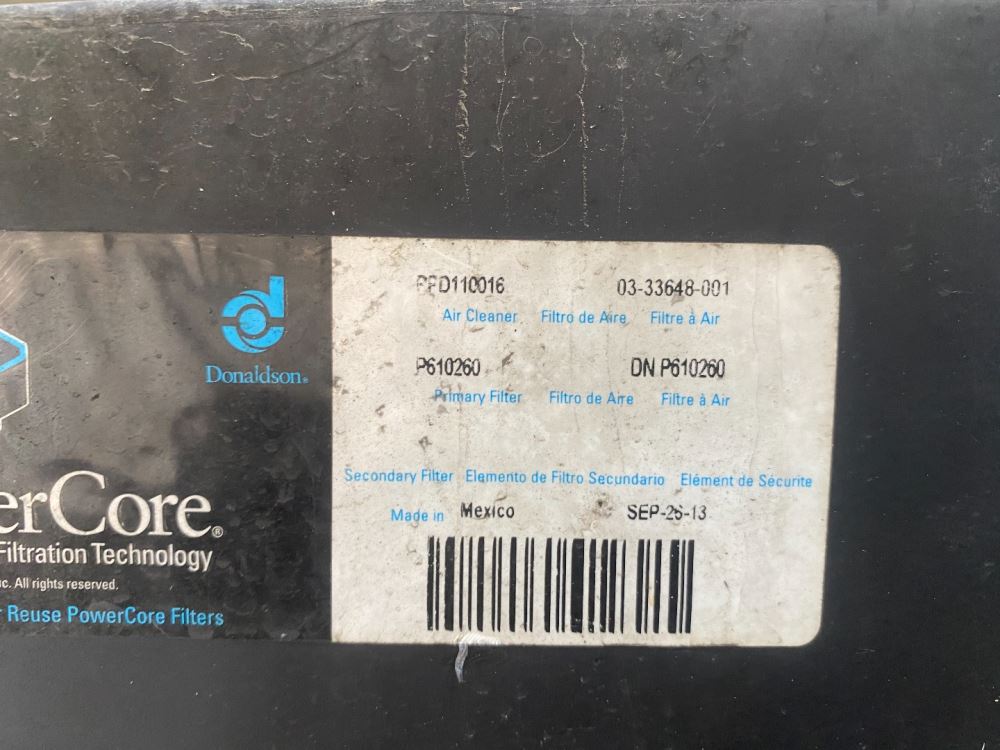 Donaldson®
erCore®
Filtration Technology
c. All rights reserved.
r Reuse PowerCore Filters
03-33648-001
Air Cleaner Filtro de Aire Filtre à Air
P610260 DN P610260
Primary Filter Filtro de Aire Filtre à Air
Secondary Filter Elemento de Filtro Secundario Elément de Sécurite
Made in Mexico SEP-26-13